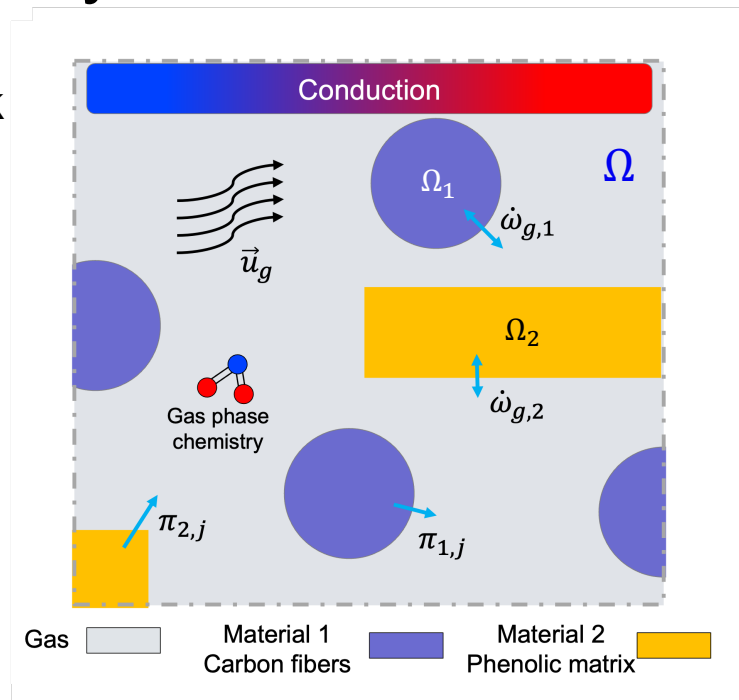 Conduction
Ω₁
Ω
ω̇g,1
u⃗g
Ω₂
ω̇g,2
Gas phase
chemistry
π₂,j
π₁,j
Gas
Material 1
Carbon fibers
Material 2
Phenolic matrix